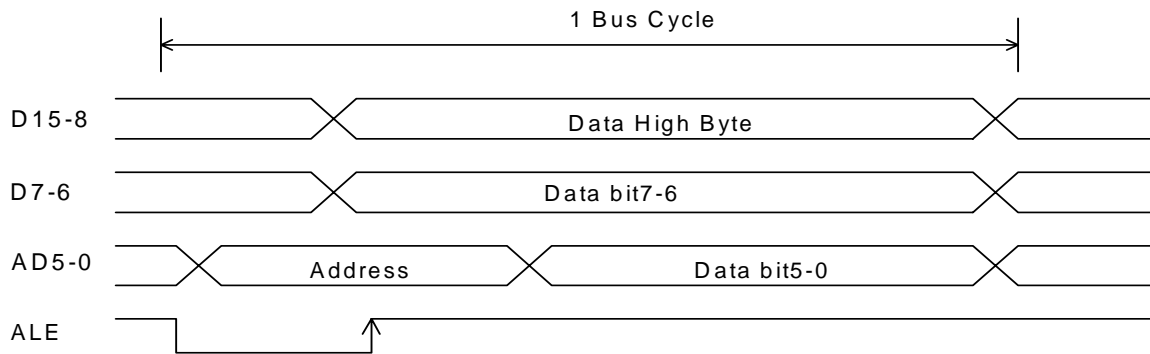 1 Bus Cycle
D15-8
Data High Byte
D7-6
Data bit7-6
AD5-0
Address
Data bit5-0
ALE